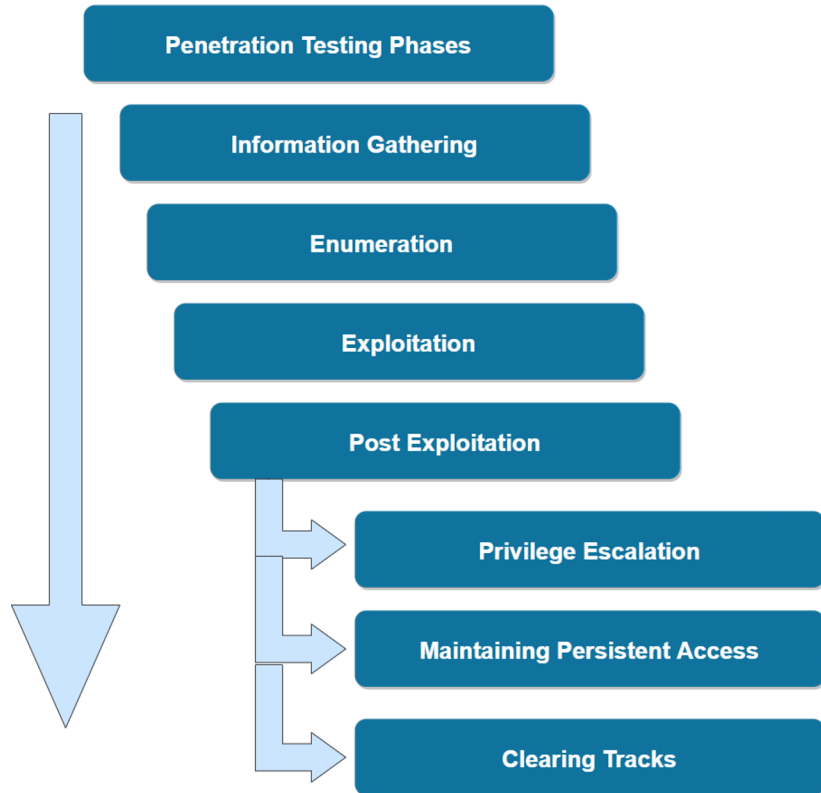 Penetration Testing Phases
Information Gathering
Enumeration
Exploitation
Post Exploitation
Privilege Escalation
Maintaining Persistent Access
Clearing Tracks